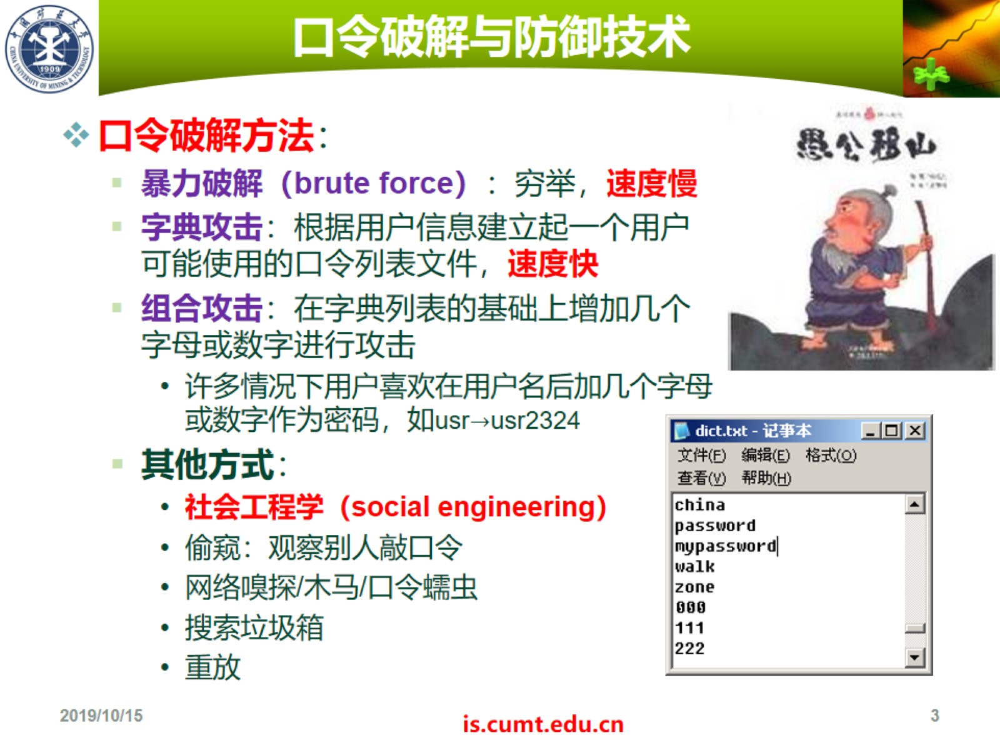 口令破解与防御技术
中国矿业大学
CHINA UNIVERSITY OF MINING & TECHNOLOGY
1909
口令破解方法：
暴力破解（brute force）：穷举，速度慢
字典攻击：根据用户信息建立起一个用户
可能使用的口令列表文件，速度快
组合攻击：在字典列表的基础上增加几个
字母或数字进行攻击
• 许多情况下用户喜欢在用户名后加几个字母
或数字作为密码，如usr→usr2324
其他方式：
• 社会工程学（social engineering）
• 偷窥：观察别人敲口令
• 网络嗅探/木马/口令蠕虫
• 搜索垃圾箱
• 重放
愚公移山
dict.txt - 记事本
文件(F) 编辑(E) 格式(O)
查看(V) 帮助(H)
china
password
mypassword
walk
zone
000
111
222
2019/10/15
is.cumt.edu.cn
3